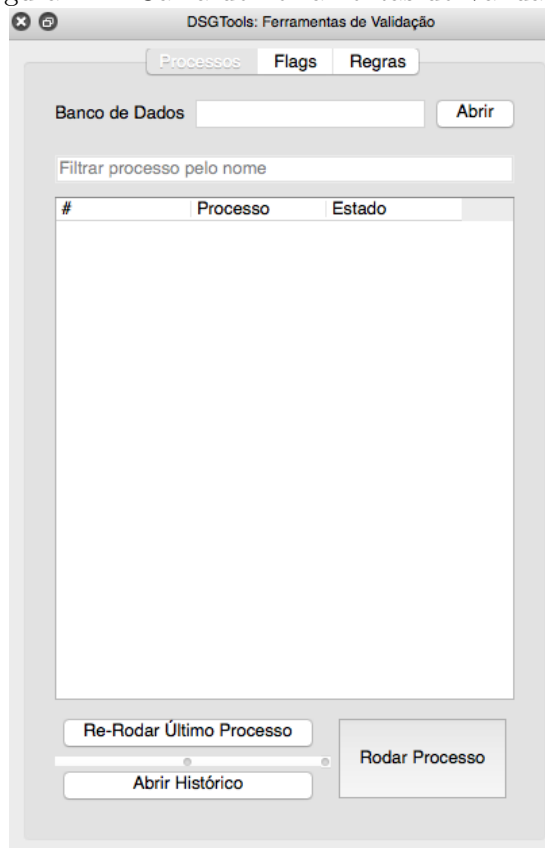 DSGTools: Ferramentas de Validação
Processos Flags Regras
Banco de Dados Abrir
Filtrar processo pelo nome
# Processo Estado
Re-Rodar Último Processo
Rodar Processo
Abrir Histórico